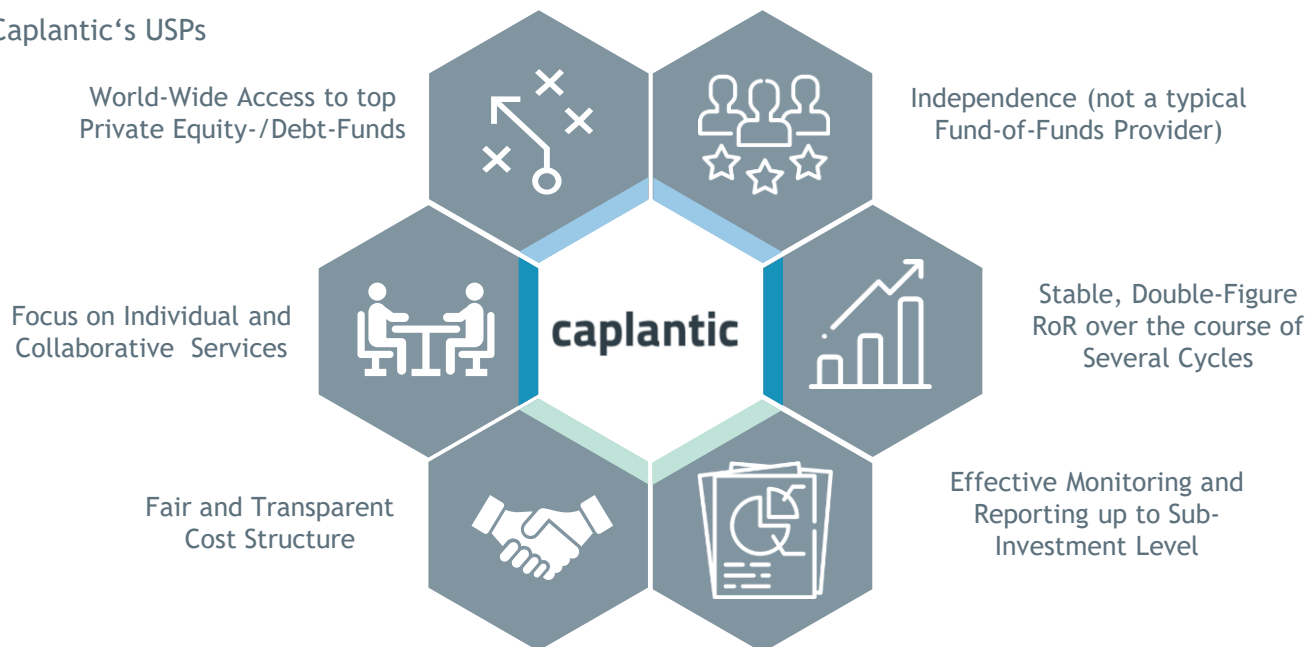 Caplantic‘s USPs
World-Wide Access to top
Private Equity-/Debt-Funds
Independence (not a typical
Fund-of-Funds Provider)
Focus on Individual and
Collaborative Services
caplantic
Stable, Double-Figure
RoR over the course of
Several Cycles
Fair and Transparent
Cost Structure
Effective Monitoring and
Reporting up to Sub-
Investment Level